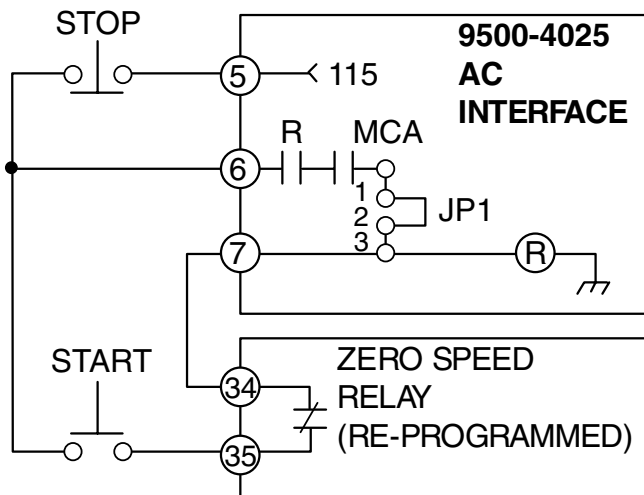 STOP
9500-4025
AC
INTERFACE
5
115
R
MCA
6
1
2
3
JP1
7
R
START
ZERO SPEED
RELAY
(RE-PROGRAMMED)
34
35